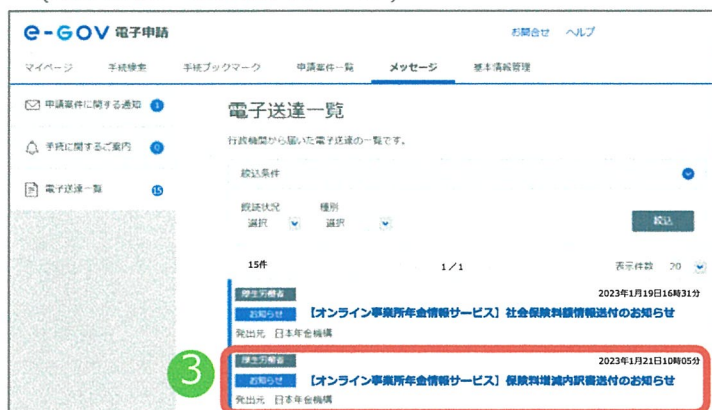 e-GOV 電子申請
お問合せ ヘルプ
マイページ 手続検索 手続ブックマーク 申請案件一覧 メッセージ 基本情報管理
申請案件に関する通知 1
手続に関するご案内 0
電子送達一覧 15
電子送達一覧
行政機関から届いた電子送達の一覧です。
絞込条件
既読状況 種別
選択 選択 絞込
15件 1/1 表示件数 20
厚生労働省 2023年1月19日16時31分
お知らせ 【オンライン事業所年金情報サービス】社会保険料額情報送付のお知らせ
発出元 日本年金機構
3
厚生労働省 2023年1月21日10時05分
お知らせ 【オンライン事業所年金情報サービス】保険料増減内訳書送付のお知らせ
発出元 日本年金機構